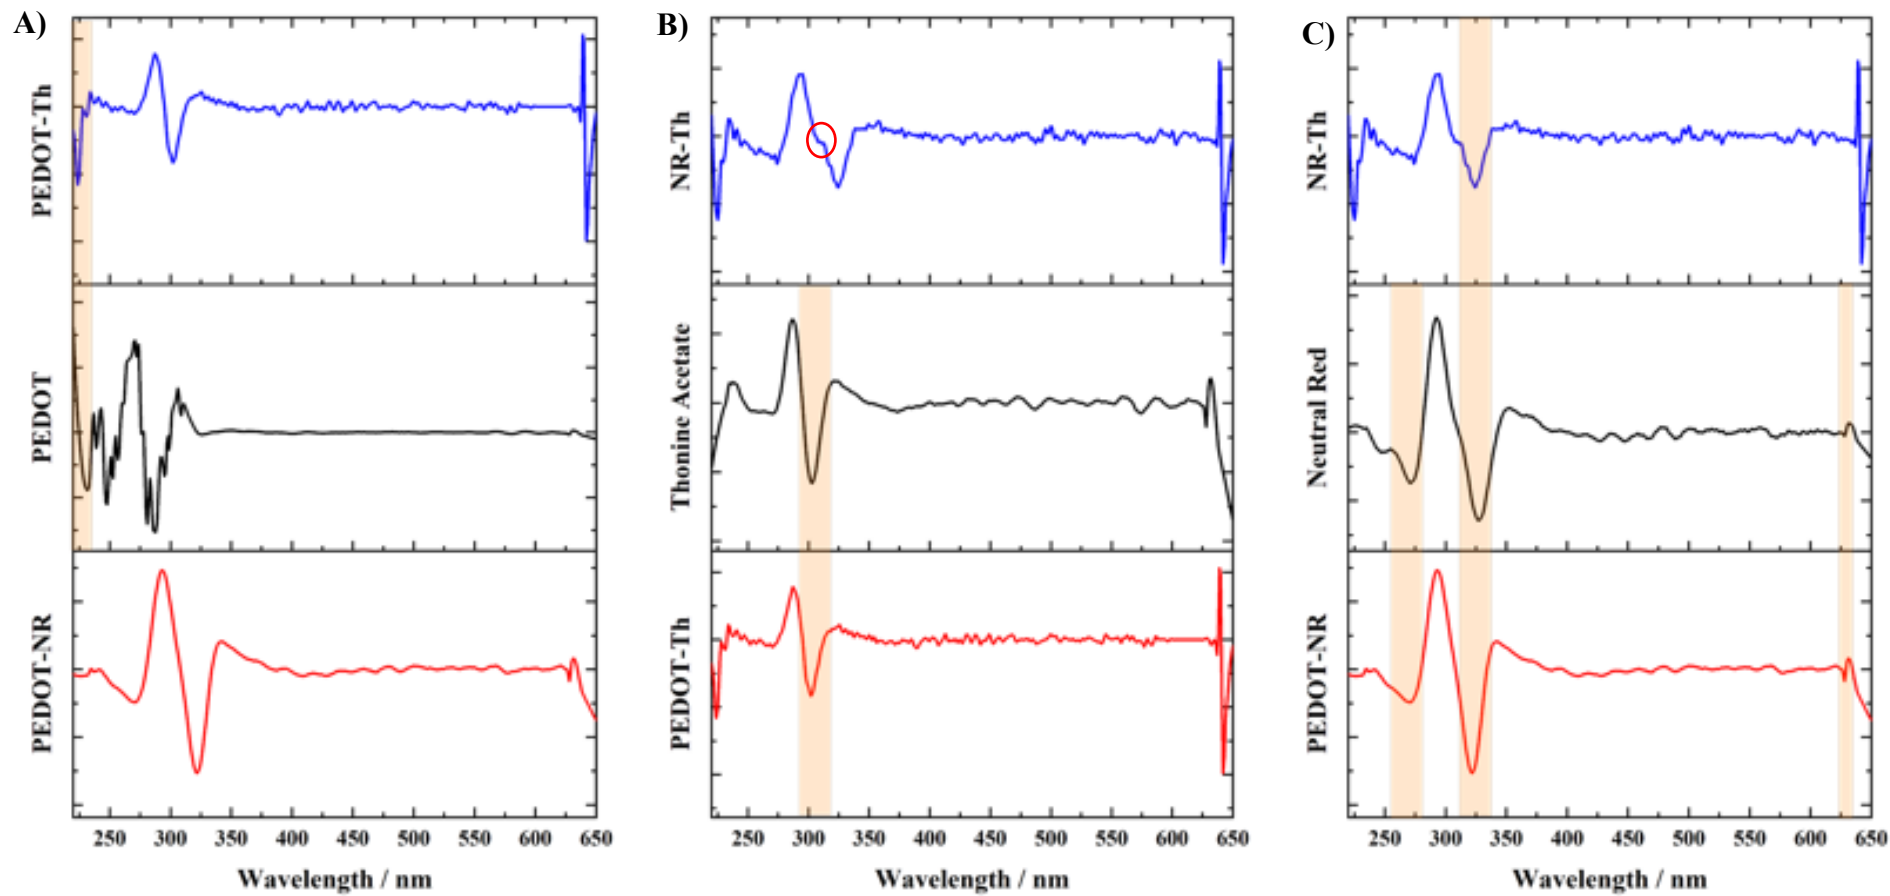 A)
PEDOT-Th
PEDOT
PEDOT-NR
250 300 350 400 450 500 550 600 650
Wavelength / nm
B)
NR-Th
Thonine Acetate
PEDOT-Th
250 300 350 400 450 500 550 600 650
Wavelength / nm
C)
NR-Th
Neutral Red
PEDOT-NR
250 300 350 400 450 500 550 600 650
Wavelength / nm